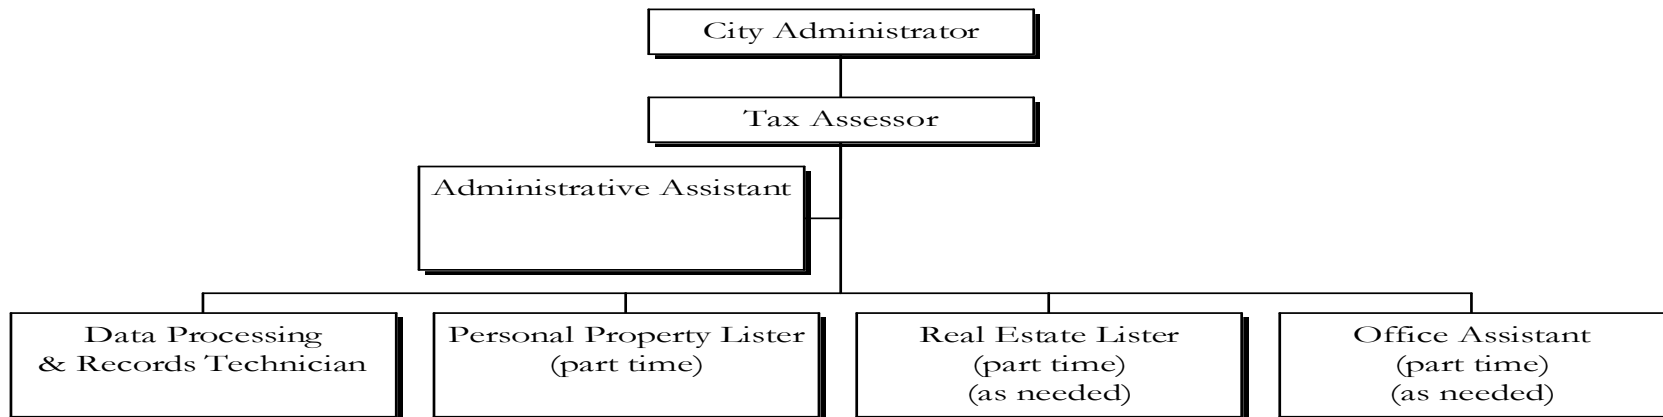 City Administrator
Tax Assessor
Administrative Assistant
Data Processing
& Records Technician
Personal Property Lister
(part time)
Real Estate Lister
(part time)
(as needed)
Office Assistant
(part time)
(as needed)